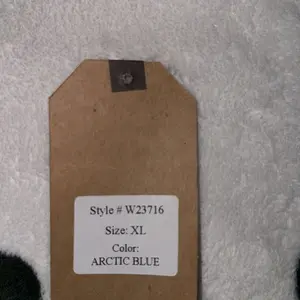 Style # W23716
Size: XL
Color:
ARCTIC BLUE